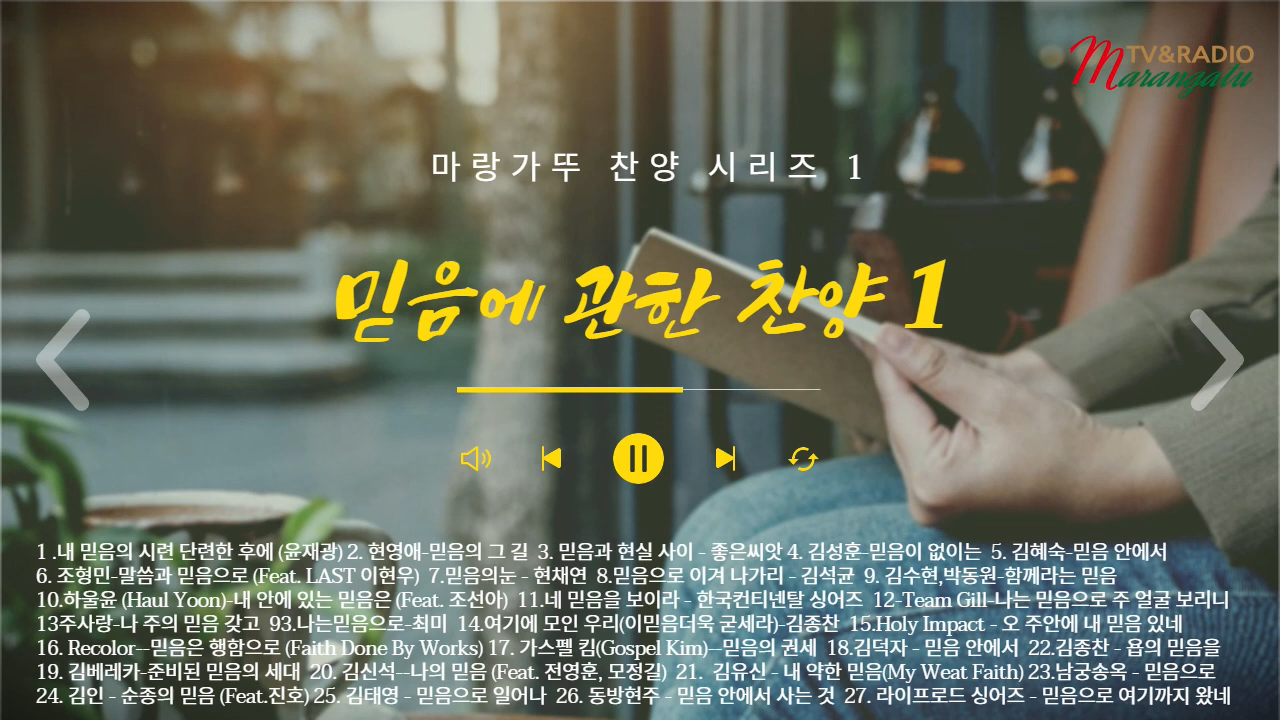 TV&RADIO
Marangatu
마랑가뚜 찬양 시리즈 1
믿음에 관한 찬양 1
1 .내 믿음의 시련 단련한 후에 (윤재광) 2. 현영애-믿음의 그 길 3. 믿음과 현실 사이 - 좋은씨앗 4. 김성훈-믿음이 없이는 5. 김혜숙-믿음 안에서
6. 조형민-말씀과 믿음으로 (Feat. LAST 이현우) 7.믿음의눈 - 현채연 8.믿음으로 이겨 나가리 - 김석균 9. 김수현,박동원-함께라는 믿음
10.하울윤 (Haul Yoon)-내 안에 있는 믿음은 (Feat. 조선아) 11.네 믿음을 보이라 - 한국컨티넨탈 싱어즈 12-Team Gill-나는 믿음으로 주 얼굴 보리니
13주사랑-나 주의 믿음 갖고 93.나는믿음으로-최미 14.여기에 모인 우리(이믿음더욱 굳세라)-김종찬 15.Holy Impact - 오 주안에 내 믿음 있네
16. Recolor--믿음은 행함으로 (Faith Done By Works) 17. 가스펠 킴(Gospel Kim)--믿음의 권세 18.김덕자 - 믿음 안에서 22.김종찬 - 욥의 믿음을
19. 김베레카-준비된 믿음의 세대 20. 김신석--나의 믿음 (Feat. 전영훈, 모정길) 21. 김유신 - 내 약한 믿음(My Weat Faith) 23.남궁송옥 - 믿음으로
24. 김인 - 순종의 믿음 (Feat.진호) 25. 김태영 - 믿음으로 일어나 26. 동방현주 - 믿음 안에서 사는 것 27. 라이프로드 싱어즈 - 믿음으로 여기까지 왔네